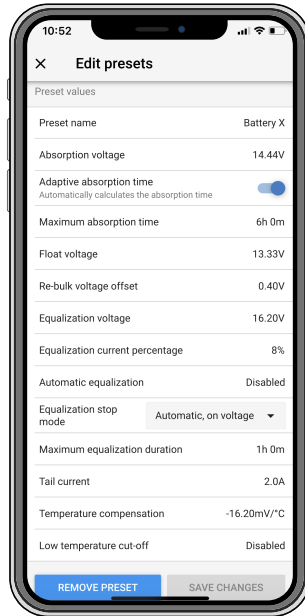 10:52
Edit presets
Preset values
Preset name Battery X
Absorption voltage 14.44V
Adaptive absorption time
Automatically calculates the absorption time
Maximum absorption time 6h 0m
Float voltage 13.33V
Re-bulk voltage offset 0.40V
Equalization voltage 16.20V
Equalization current percentage 8%
Automatic equalization Disabled
Equalization stop
mode Automatic, on voltage
Maximum equalization duration 1h 0m
Tail current 2.0A
Temperature compensation -16.20mV/°C
Low temperature cut-off Disabled
REMOVE PRESET SAVE CHANGES